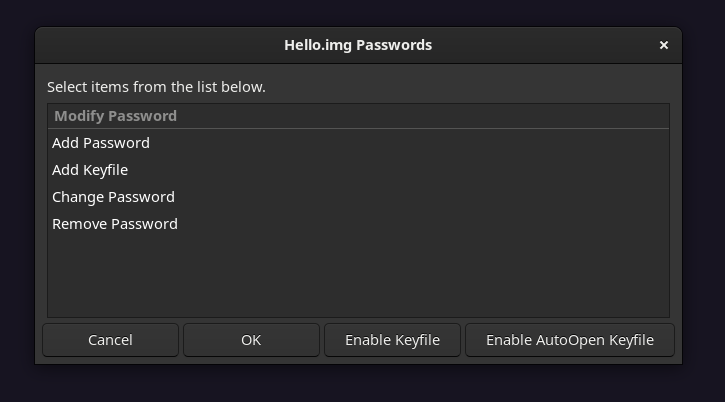 Hello.img Passwords ×
Select items from the list below.
Modify Password
Add Password
Add Keyfile
Change Password
Remove Password
Cancel OK Enable Keyfile Enable AutoOpen Keyfile